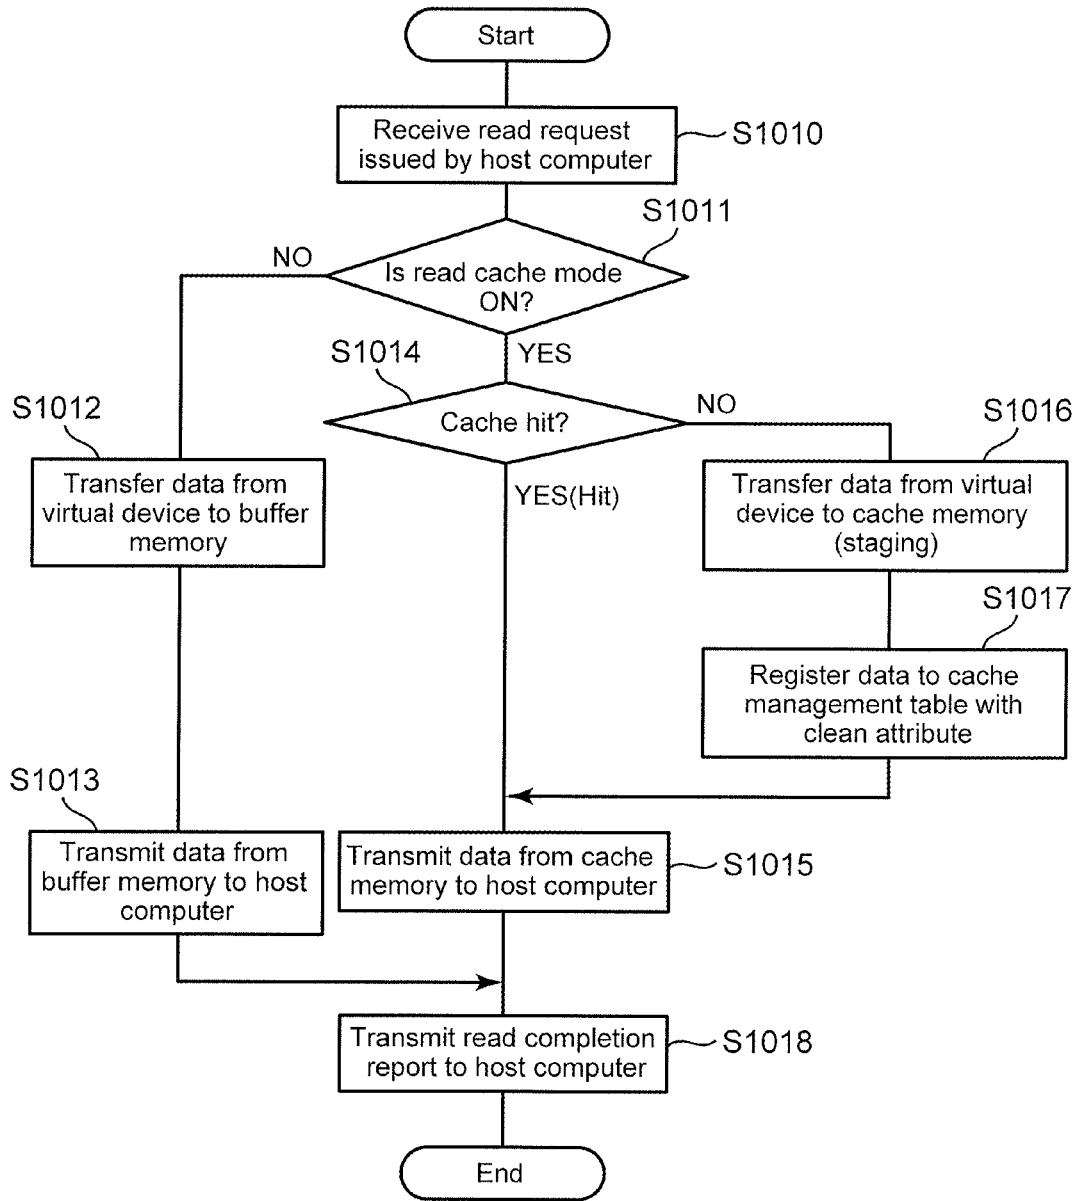 Start
Receive read request
issued by host computer
S1010
S1011
NO
Is read cache mode
ON?
YES
S1014
Cache hit?
NO
S1012
S1016
Transfer data from
virtual device to buffer
memory
YES(Hit)
Transfer data from virtual
device to cache memory
(staging)
S1017
Register data to cache
management table with
clean attribute
S1013
Transmit data from
buffer memory to host
computer
Transmit data from cache
memory to host computer
S1015
Transmit read completion
report to host computer
S1018
End